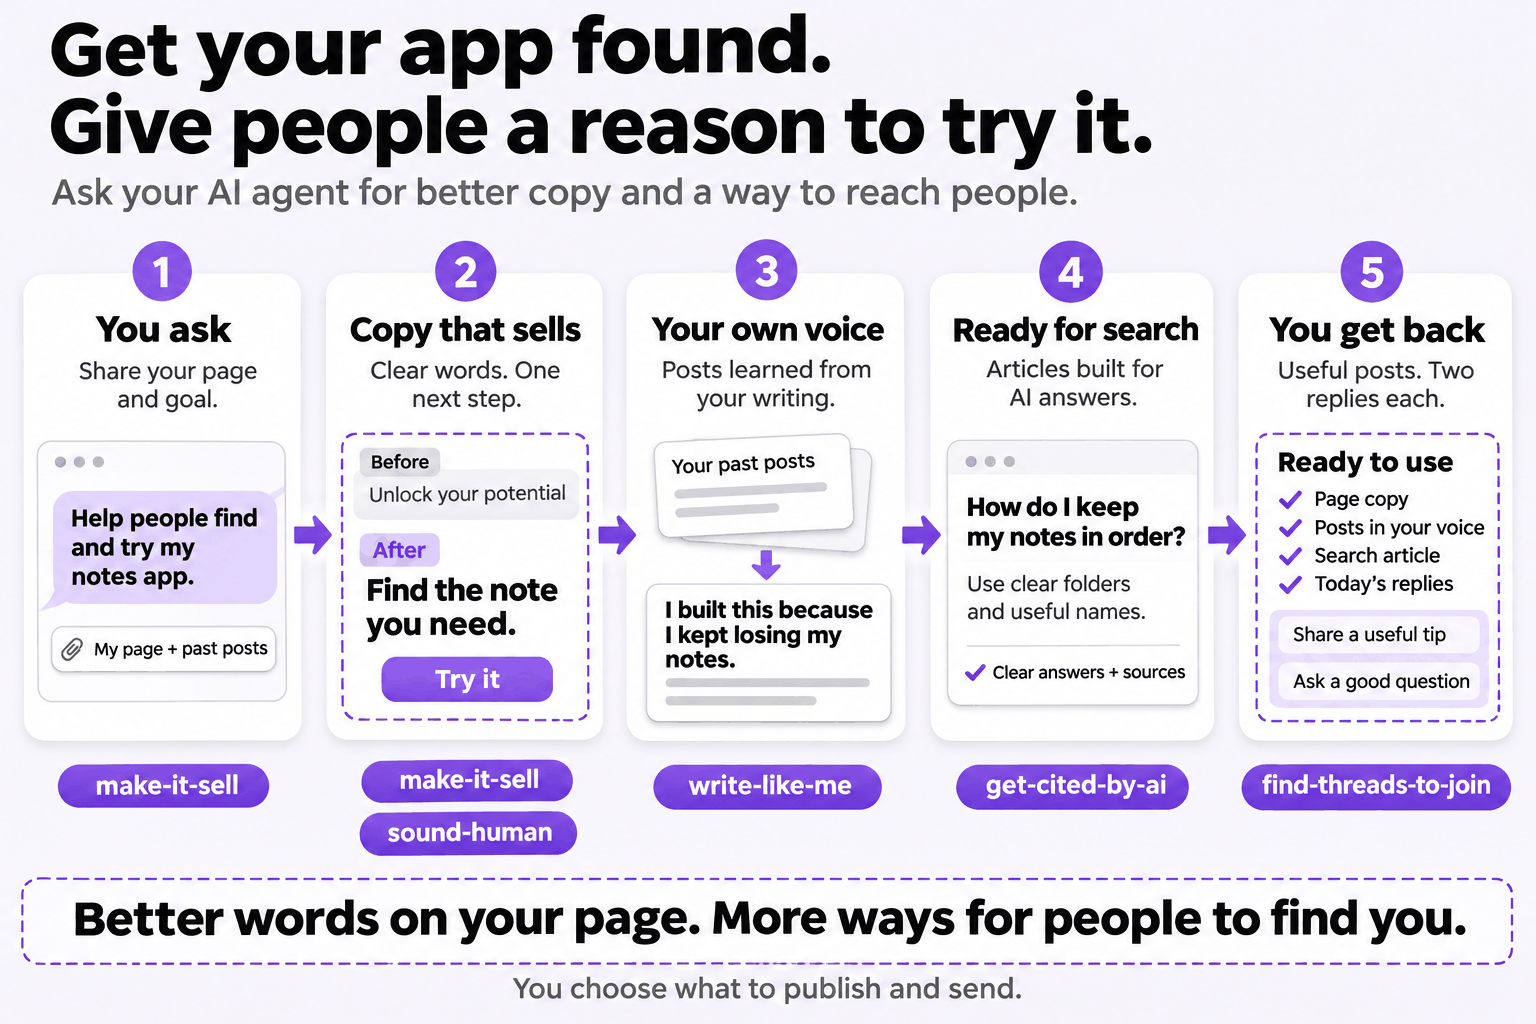 Get your app found.
Give people a reason to try it.
Ask your AI agent for better copy and a way to reach people.
1
You ask
Share your page
and goal.
Help people find
and try my
notes app.
My page + past posts
make-it-sell
2
Copy that sells
Clear words. One
next step.
Before
Unlock your potential
After
Find the note
you need.
Try it
make-it-sell
sound-human
3
Your own voice
Posts learned from
your writing.
Your past posts
I built this because
I kept losing my
notes.
write-like-me
4
Ready for search
Articles built for
AI answers.
How do I keep
my notes in order?
Use clear folders
and useful names.
Clear answers + sources
get-cited-by-ai
5
You get back
Useful posts. Two
replies each.
Ready to use
Page copy
Posts in your voice
Search article
Today’s replies
Share a useful tip
Ask a good question
find-threads-to-join
Better words on your page. More ways for people to find you.
You choose what to publish and send.